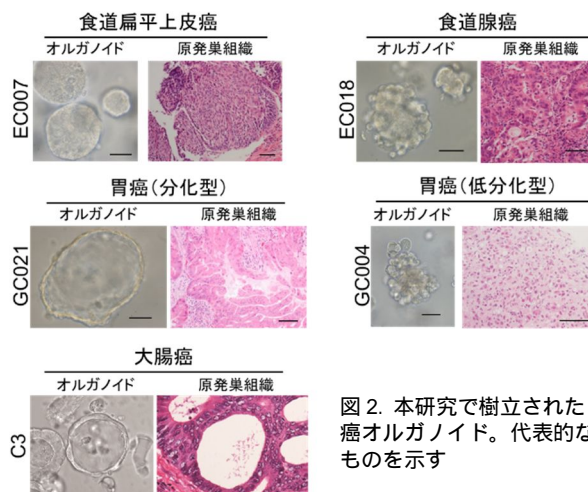 食道扁平上皮癌
オルガノイド 原発巣組織
EC007
食道腺癌
オルガノイド 原発巣組織
EC018
胃癌(分化型)
オルガノイド 原発巣組織
GC021
胃癌(低分化型)
オルガノイド 原発巣組織
GC004
大腸癌
オルガノイド 原発巣組織
C3
図2. 本研究で樹立された
癌オルガノイド。代表的な
ものを示す